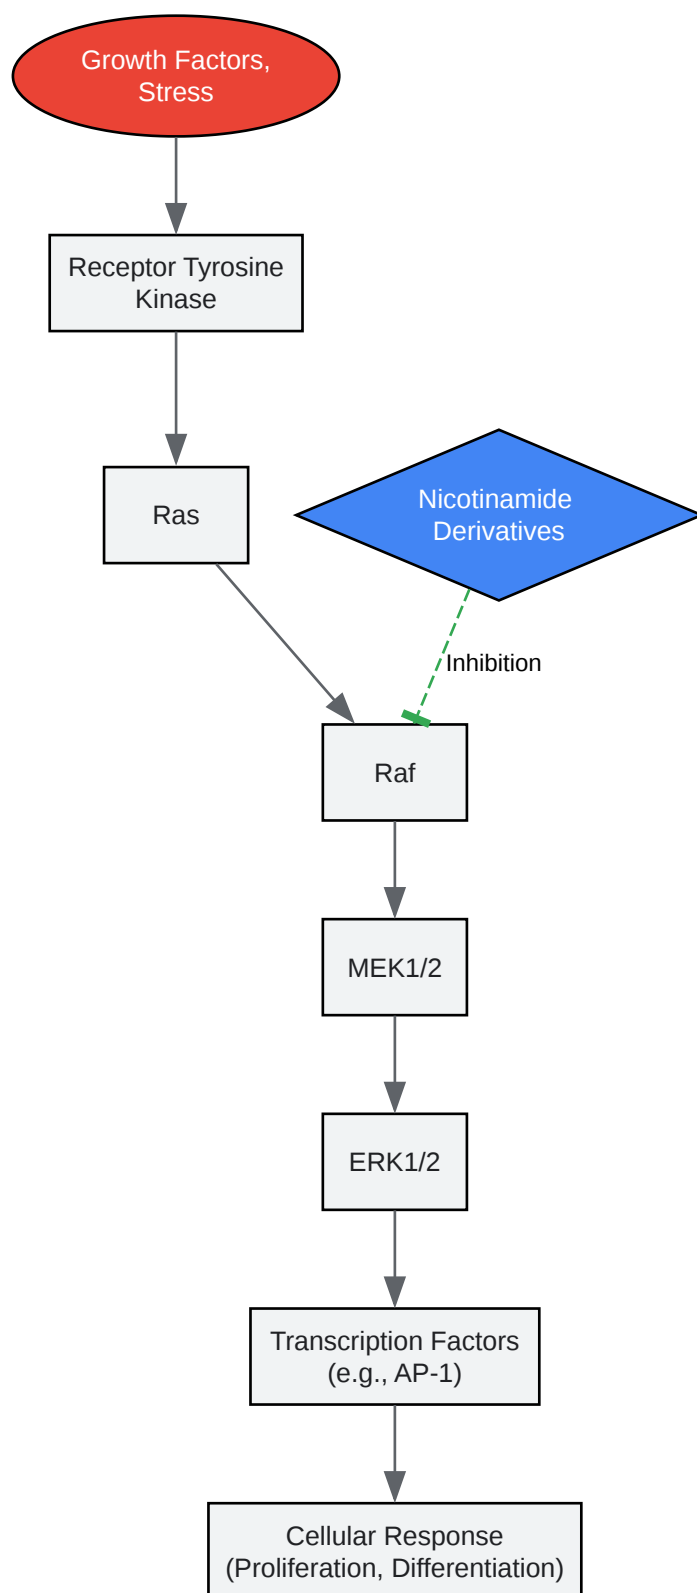 Growth Factors,
Stress
Receptor Tyrosine
Kinase
Ras
Nicotinamide
Derivatives
Inhibition
Raf
MEK1/2
ERK1/2
Transcription Factors
(e.g., AP-1)
Cellular Response
(Proliferation, Differentiation)